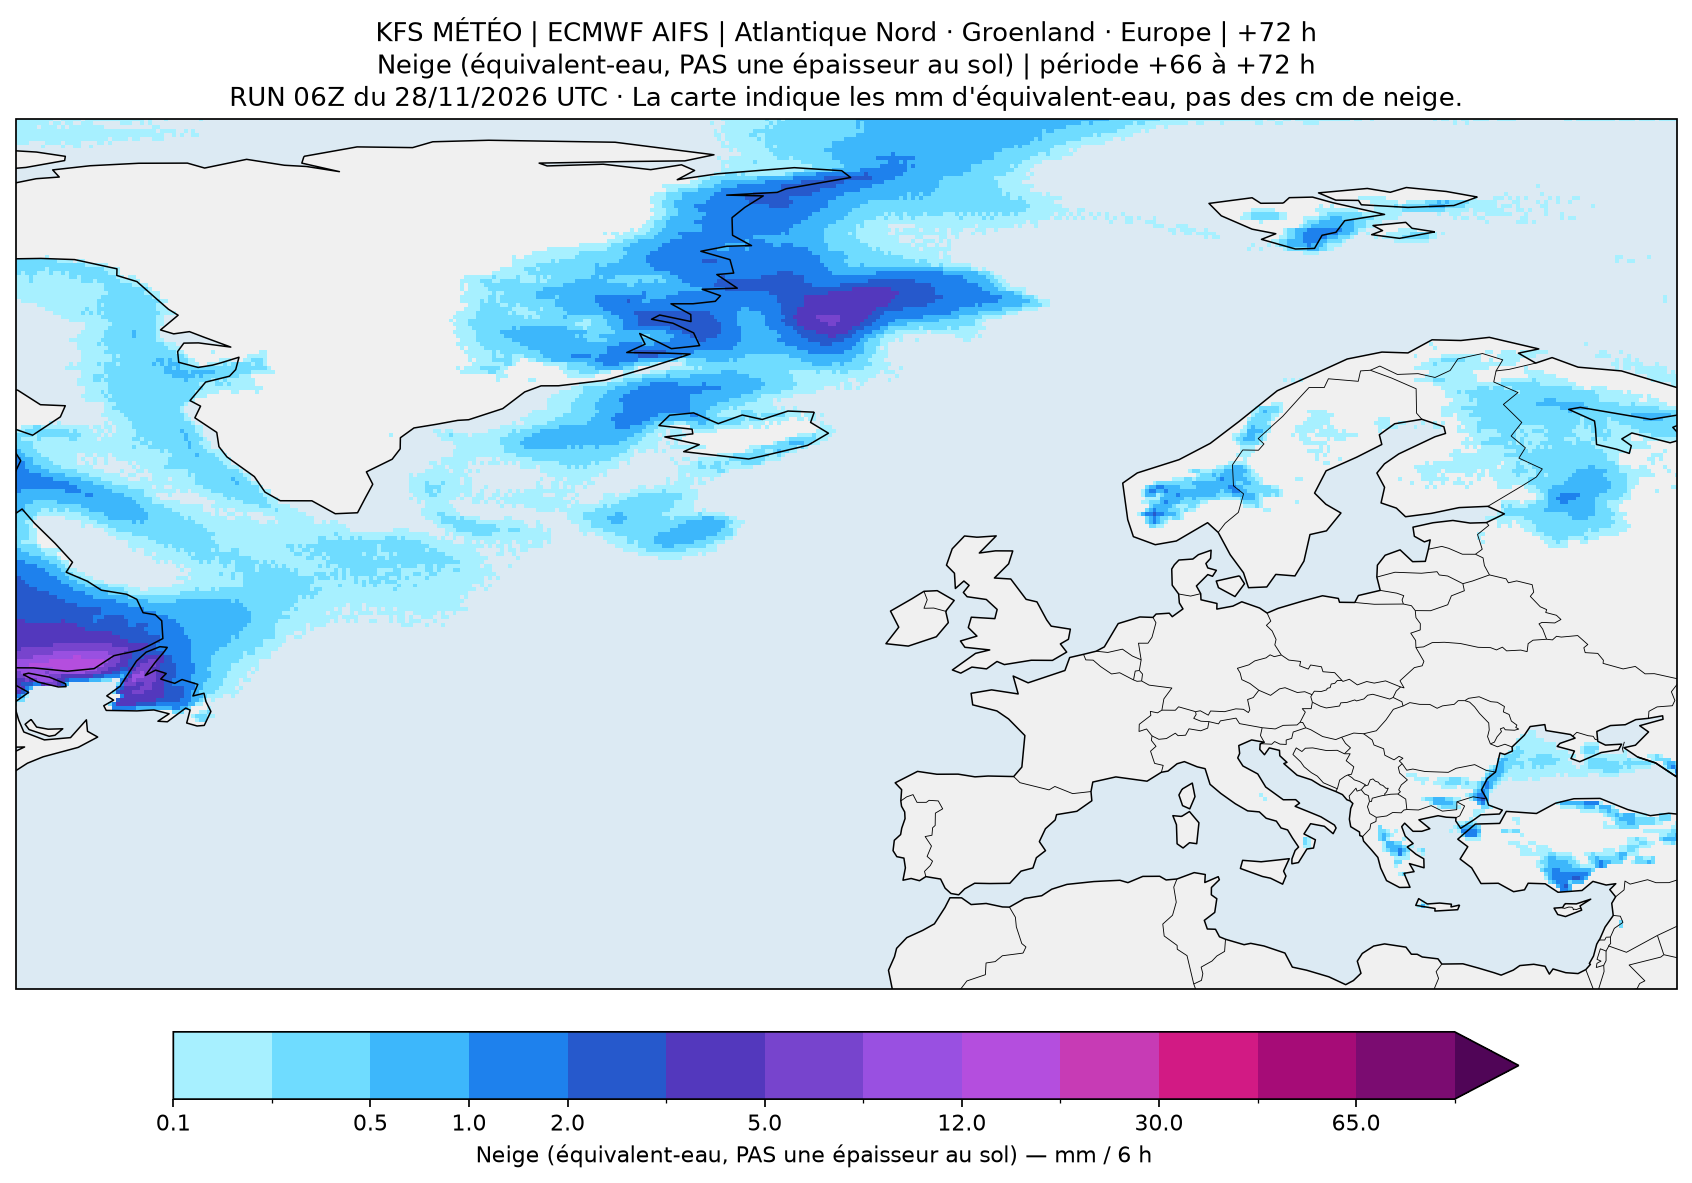 KFS MÉTÉO | ECMWF AIFS | Atlantique Nord · Groenland · Europe | +72 h
Neige (équivalent-eau, PAS une épaisseur au sol) | période +66 à +72 h
RUN 06Z du 28/11/2026 UTC · La carte indique les mm d'équivalent-eau, pas des cm de neige.
0.1 0.5 1.0 2.0 5.0 12.0 30.0 65.0
Neige (équivalent-eau, PAS une épaisseur au sol) — mm / 6 h